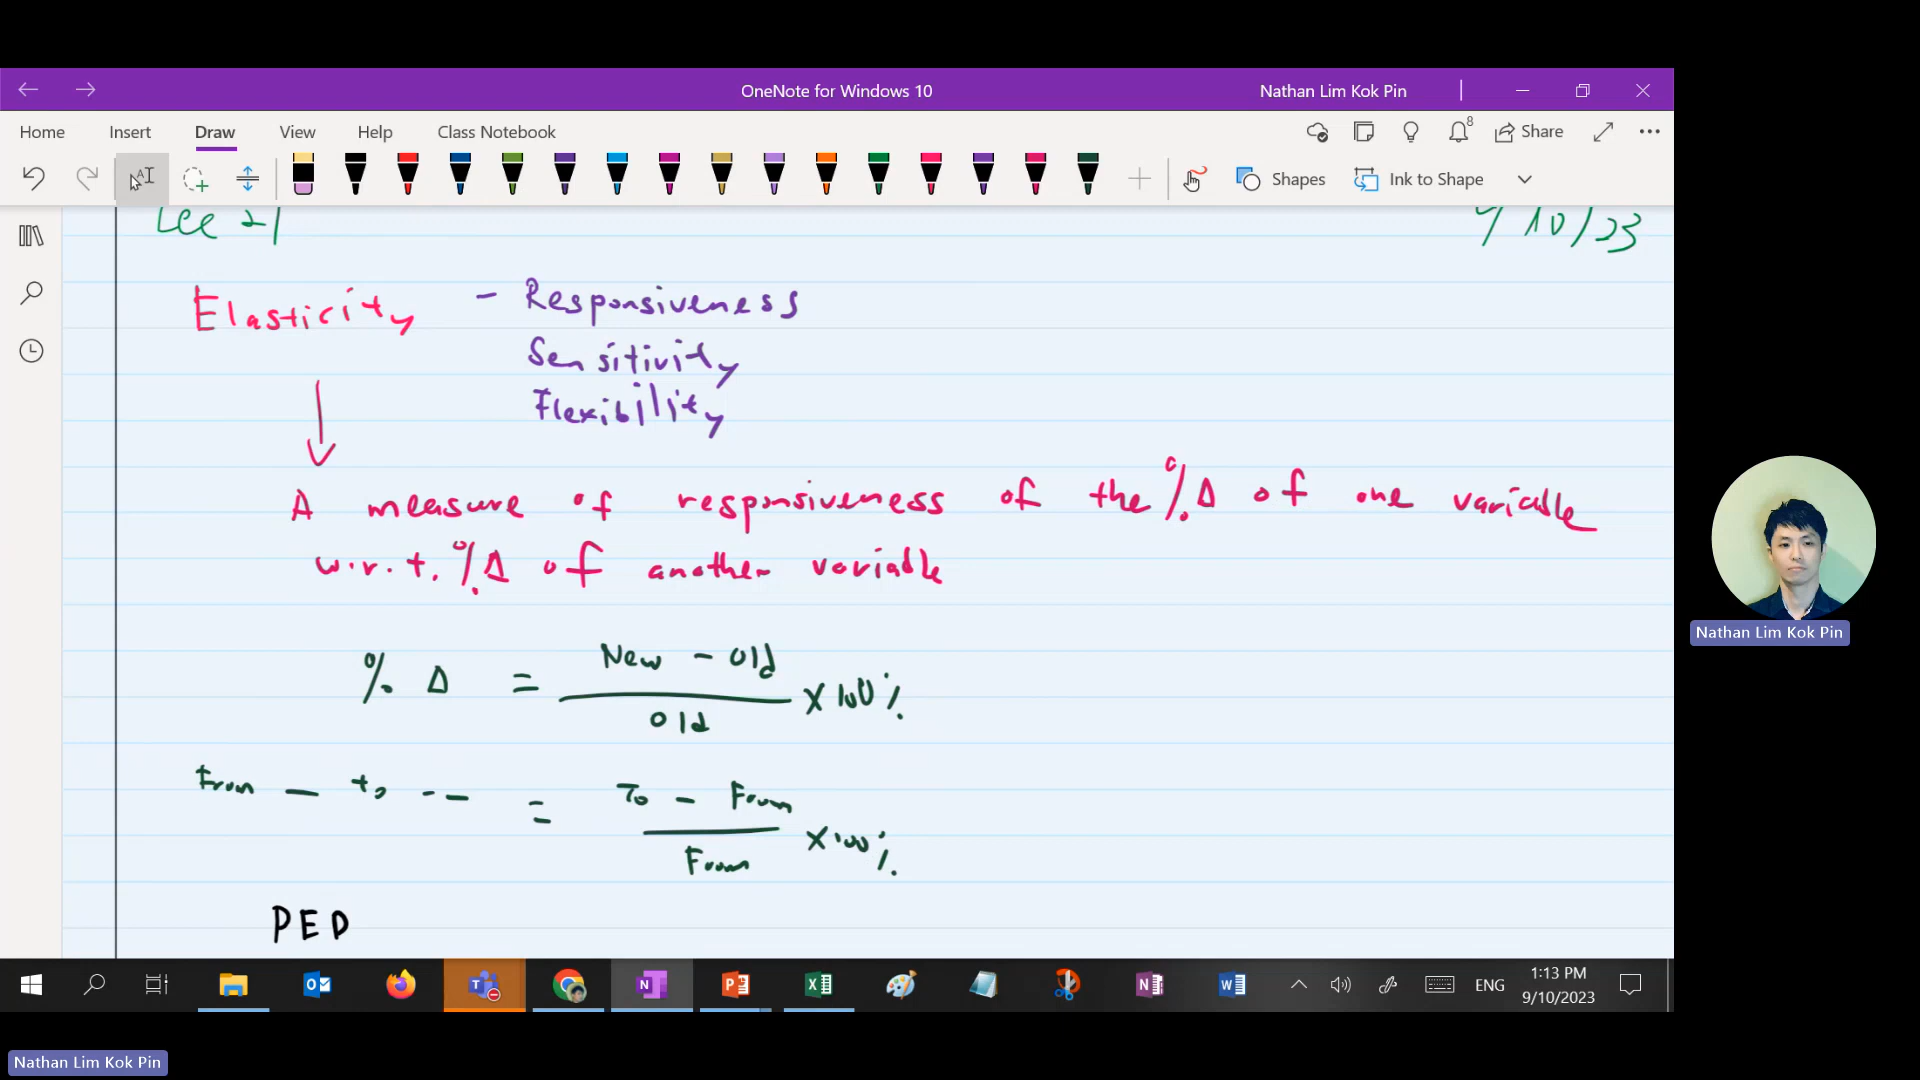 OneNote for Windows 10
Nathan Lim Kok Pin
Home Insert Draw View Help Class Notebook
8
Share
Shapes
Ink to Shape
Lec 21
9/10/23
Elasticity - Responsiveness
Sensitivity
Flexibility
A measure of responsiveness of the %Δ of one variable
w.r.t. %Δ of another variable
% Δ = New - Old / Old × 100%
From — to -- = To - From / From × 100%
PED
ENG
1:13 PM
9/10/2023
Nathan Lim Kok Pin
Nathan Lim Kok Pin